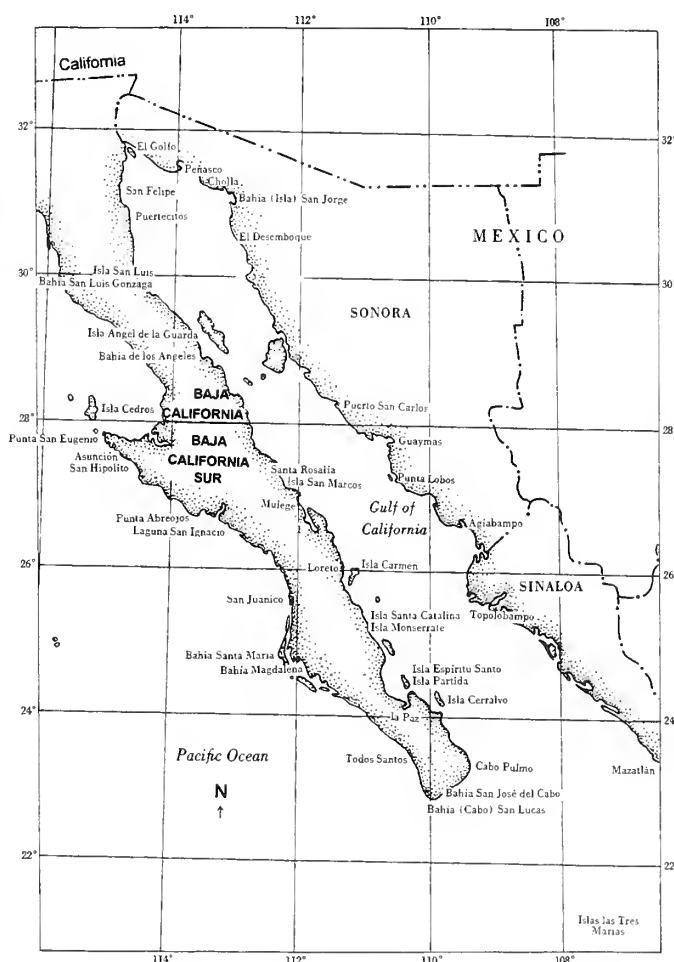 114°
112°
110°
108°
California
32°
32°
El Golfo
Peñasco
Cholla
San Felipe
Bahia (Isla) San Jorge
Puertecitos
El Desemboque
MEXICO
Isla San Luis
30°
30°
Bahia San Luis Gonzaga
SONORA
Isla Angel de la Guarda
Bahia de los Angeles
BAJA
CALIFORNIA
Isla Cedros
Puerto San Carlos
28°
28°
Punta San Eugenio
BAJA
CALIFORNIA
SUR
Guaymas
Asunción
San Hipolito
Santa Rosalia
Isla San Marcos
Punta Lobos
Mulege
Gulf of
California
Punta Abreojos
Laguna San Ignacio
Agiabampo
26°
26°
Loreto
Isla Carmen
SINALOA
San Juanico
Isla Santa Catalina
Isla Monserrate
Topolobampo
Bahia Santa Maria
Bahia Magdalena
Isla Espiritu Santo
Isla Partida
Isla Cerralvo
24°
24°
la Paz
Pacific Ocean
Todos Santos
Cabo Pulmo
Mazatlán
N
Bahia San José del Cabo
Bahia (Cabo) San Lucas
22°
22
Islas las Tres
Marias
114°
112°
110°
108°